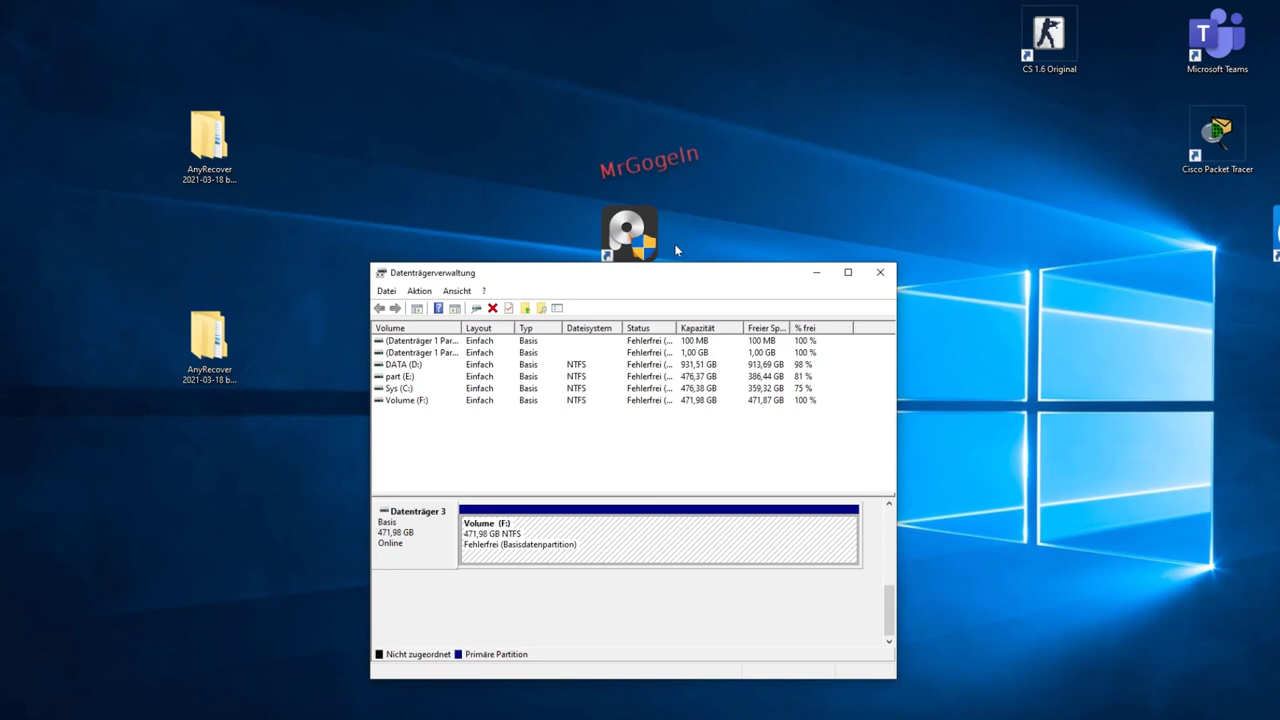 CS 1.6 Original
Microsoft Teams
AnyRecover
2021-03-18 b...
MrGogeln
Cisco Packet Tracer
AnyRecover
2021-03-18 b...
Datenträgerverwaltung
Datei Aktion Ansicht ?
Volume Layout Typ Dateisystem Status Kapazität Freier Sp... % frei
(Datenträger 1 Par... Einfach Basis Fehlerfrei (... 100 MB 100 MB 100 %
(Datenträger 1 Par... Einfach Basis Fehlerfrei (... 1,00 GB 1,00 GB 100 %
DATA (D:) Einfach Basis NTFS Fehlerfrei (... 931,51 GB 913,69 GB 98 %
part (E:) Einfach Basis NTFS Fehlerfrei (... 476,37 GB 386,44 GB 81 %
Sys (C:) Einfach Basis NTFS Fehlerfrei (... 476,38 GB 359,32 GB 75 %
Volume (F:) Einfach Basis NTFS Fehlerfrei (... 471,98 GB 471,87 GB 100 %
Datenträger 3
Basis
471,98 GB
Online
Volume (F:)
471,98 GB NTFS
Fehlerfrei (Basisdatenpartition)
Nicht zugeordnet Primäre Partition